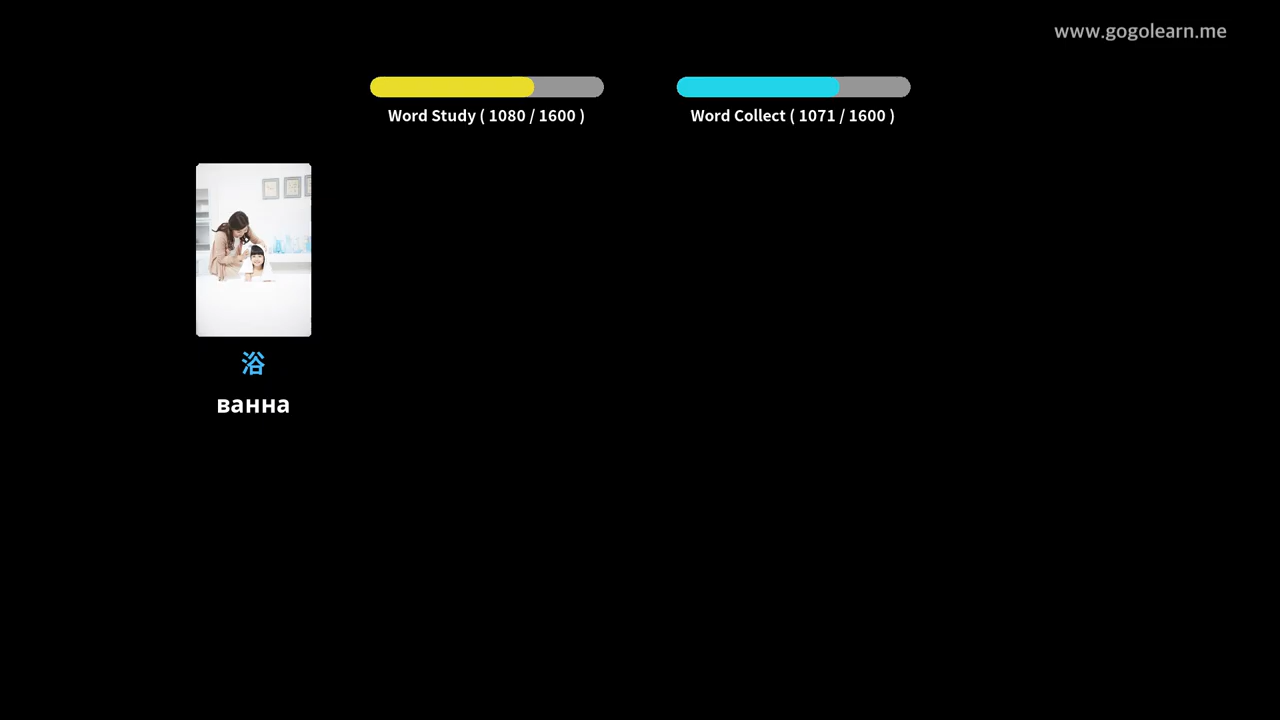 www.gogolearn.me
Word Study ( 1080 / 1600 )
Word Collect ( 1071 / 1600 )
浴
ванна